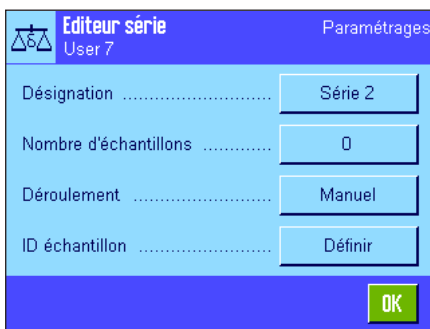 Editeur série
Paramétrages
User 7
Désignation ........................... Série 2
Nombre d'échantillons ............ 0
Déroulement ......................... Manuel
ID échantillon ........................ Définir
OK